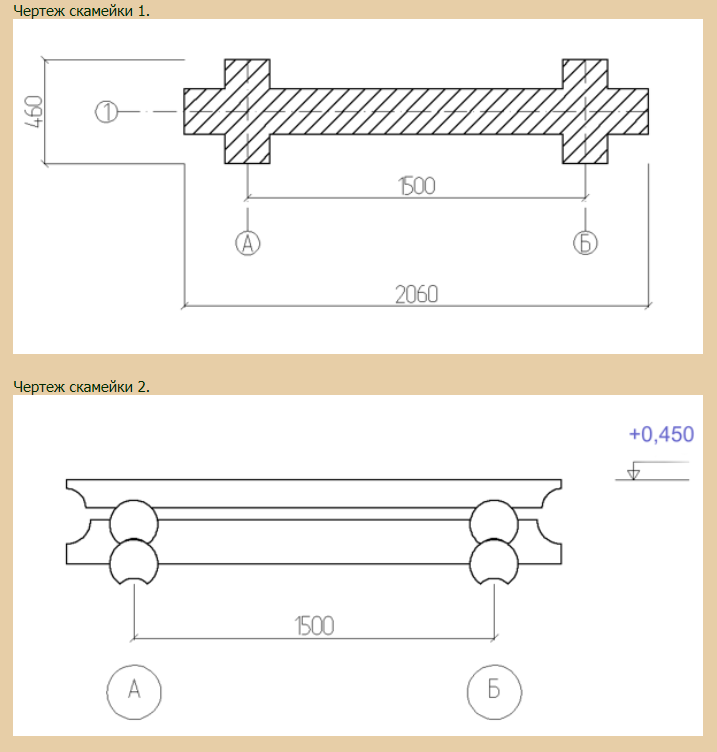 Чертеж скамейки 1.
460
1
1500
А
Б
2060
Чертеж скамейки 2.
+0,450
1500
А
Б